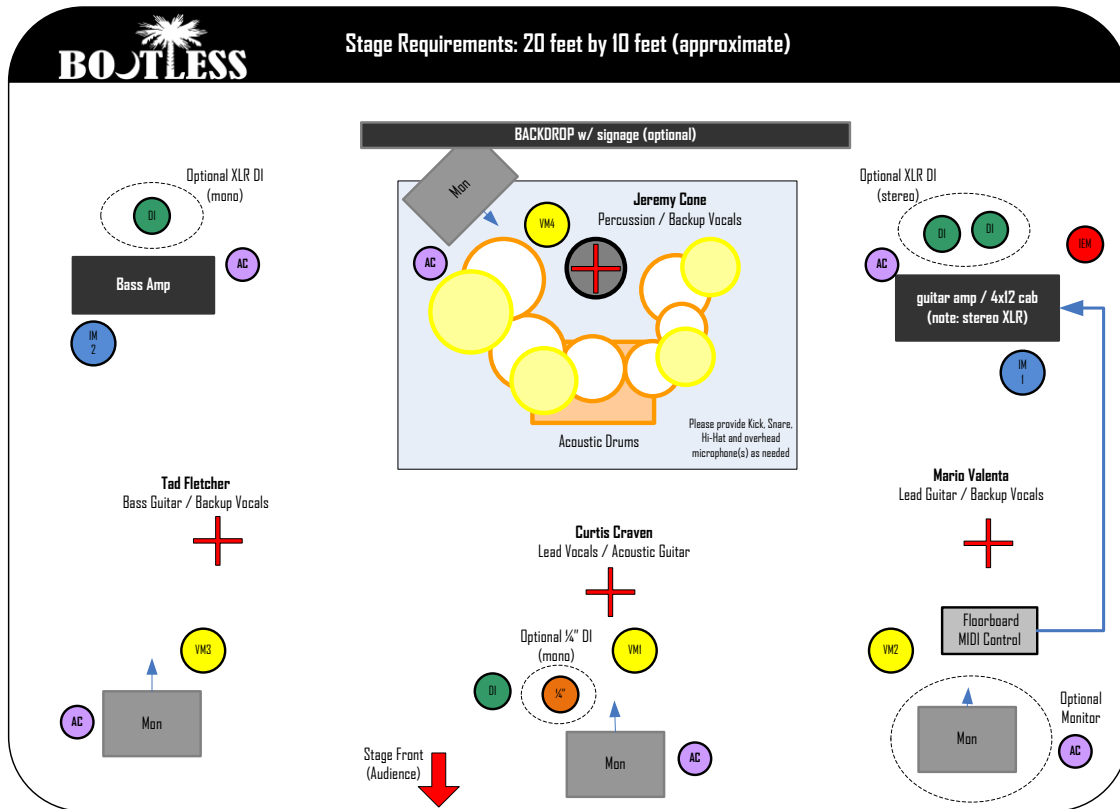 BOOTLESS
Stage Requirements: 20 feet by 10 feet (approximate)
BACKDROP w/ signage (optional)
Optional XLR DI
(mono)
DI
AC
Bass Amp
IM
2
Mon
Jeremy Cone
Percussion / Backup Vocals
VM4
AC
Acoustic Drums
Please provide Kick, Snare,
Hi-Hat and overhead
microphone(s) as needed
Optional XLR DI
(stereo)
DI
DI
IEM
AC
guitar amp / 4x12 cab
(note: stereo XLR)
IM
1
Tad Fletcher
Bass Guitar / Backup Vocals
Curtis Craven
Lead Vocals / Acoustic Guitar
Mario Valenta
Lead Guitar / Backup Vocals
Floorboard
MIDI Control
VM3
Optional ¼” DI
(mono)
VM1
VM2
DI
¼”
AC
Mon
Stage Front
(Audience)
Mon
AC
Mon
Optional
Monitor
AC